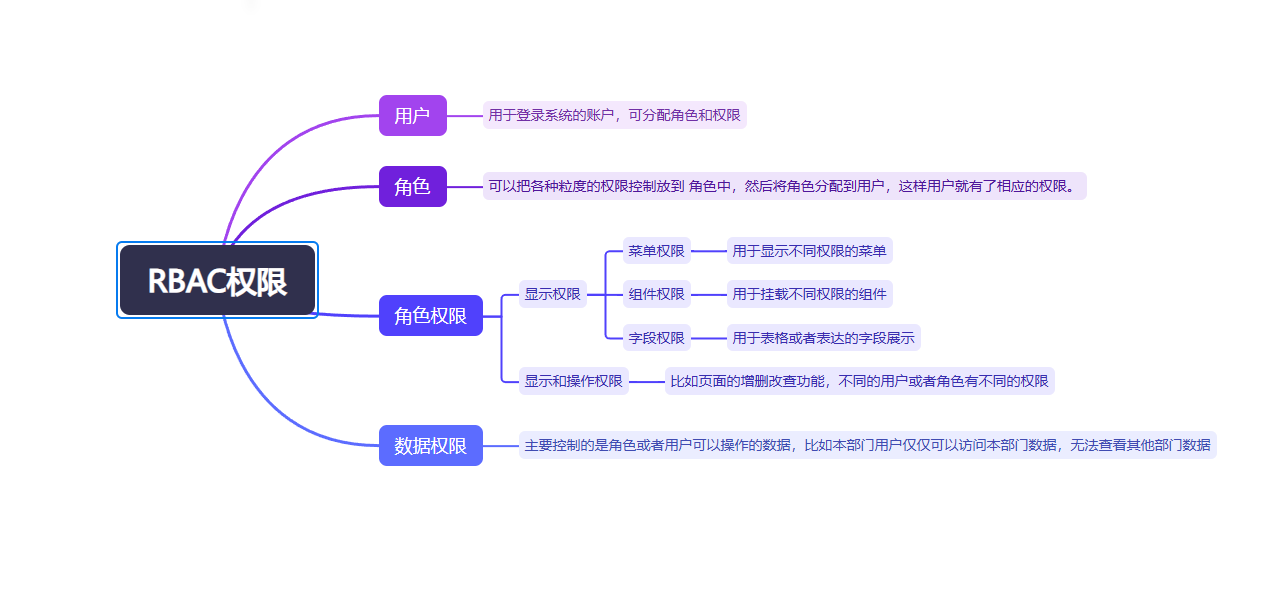 用户
用于登录系统的账户，可分配角色和权限
角色
可以把各种粒度的权限控制放到 角色中，然后将角色分配到用户，这样用户就有了相应的权限。
RBAC权限
角色权限
显示权限
菜单权限
用于显示不同权限的菜单
组件权限
用于挂载不同权限的组件
字段权限
用于表格或者表达的字段展示
显示和操作权限
比如页面的增删改查功能，不同的用户或者角色有不同的权限
数据权限
主要控制的是角色或者用户可以操作的数据，比如本部门用户仅仅可以访问本部门数据，无法查看其他部门数据